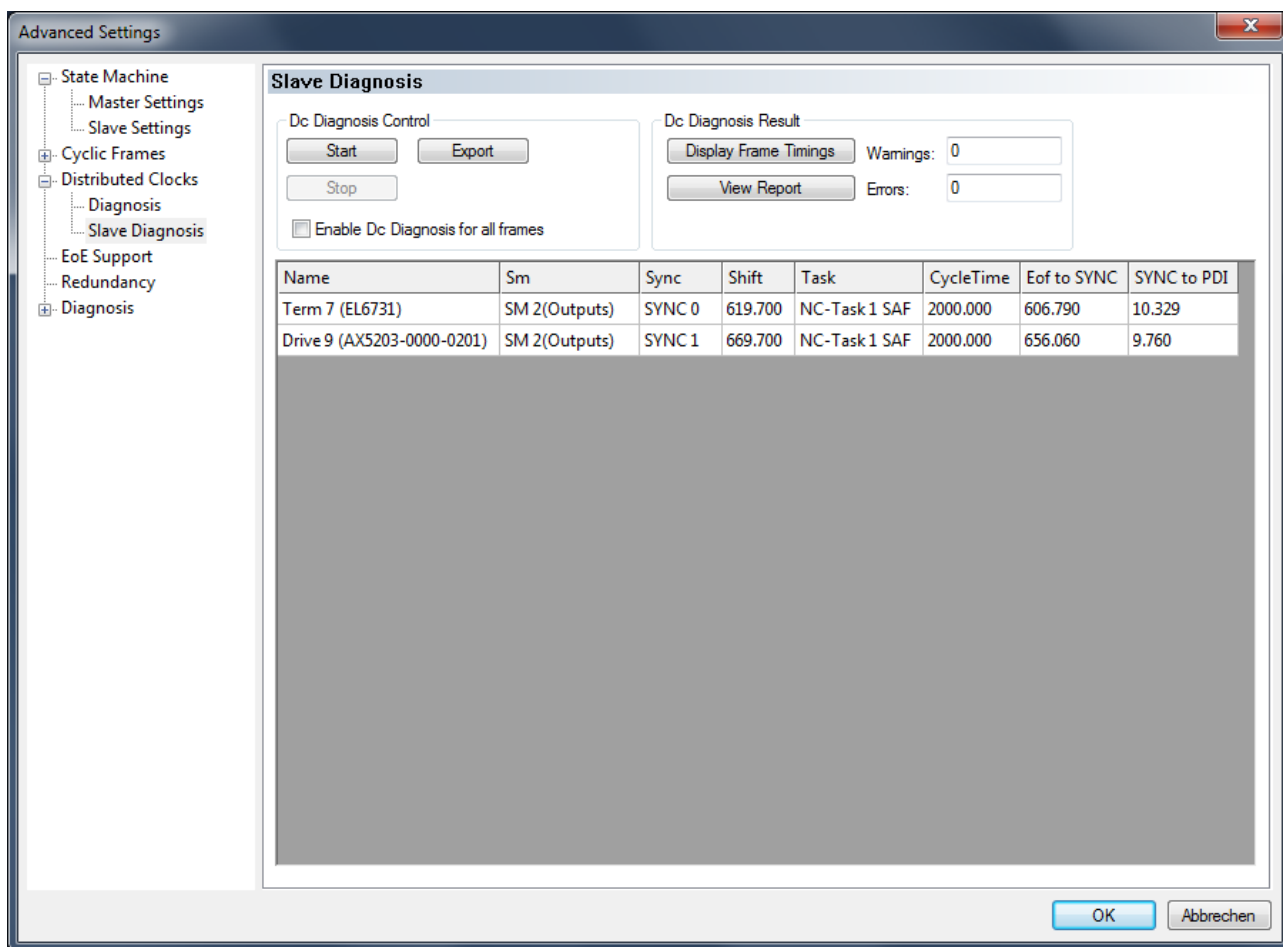 Advanced Settings
State Machine
Master Settings
Slave Settings
Cyclic Frames
Distributed Clocks
Diagnosis
Slave Diagnosis
EoE Support
Redundancy
Diagnosis
Slave Diagnosis
Dc Diagnosis Control
Start Export
Stop
Enable Dc Diagnosis for all frames
Dc Diagnosis Result
Display Frame Timings Warnings: 0
View Report Errors: 0
Name Sm Sync Shift Task CycleTime Eof to SYNC SYNC to PDI
Term 7 (EL6731) SM 2(Outputs) SYNC 0 619.700 NC-Task 1 SAF 2000.000 606.790 10.329
Drive 9 (AX5203-0000-0201) SM 2(Outputs) SYNC 1 669.700 NC-Task 1 SAF 2000.000 656.060 9.760
OK Abbrechen